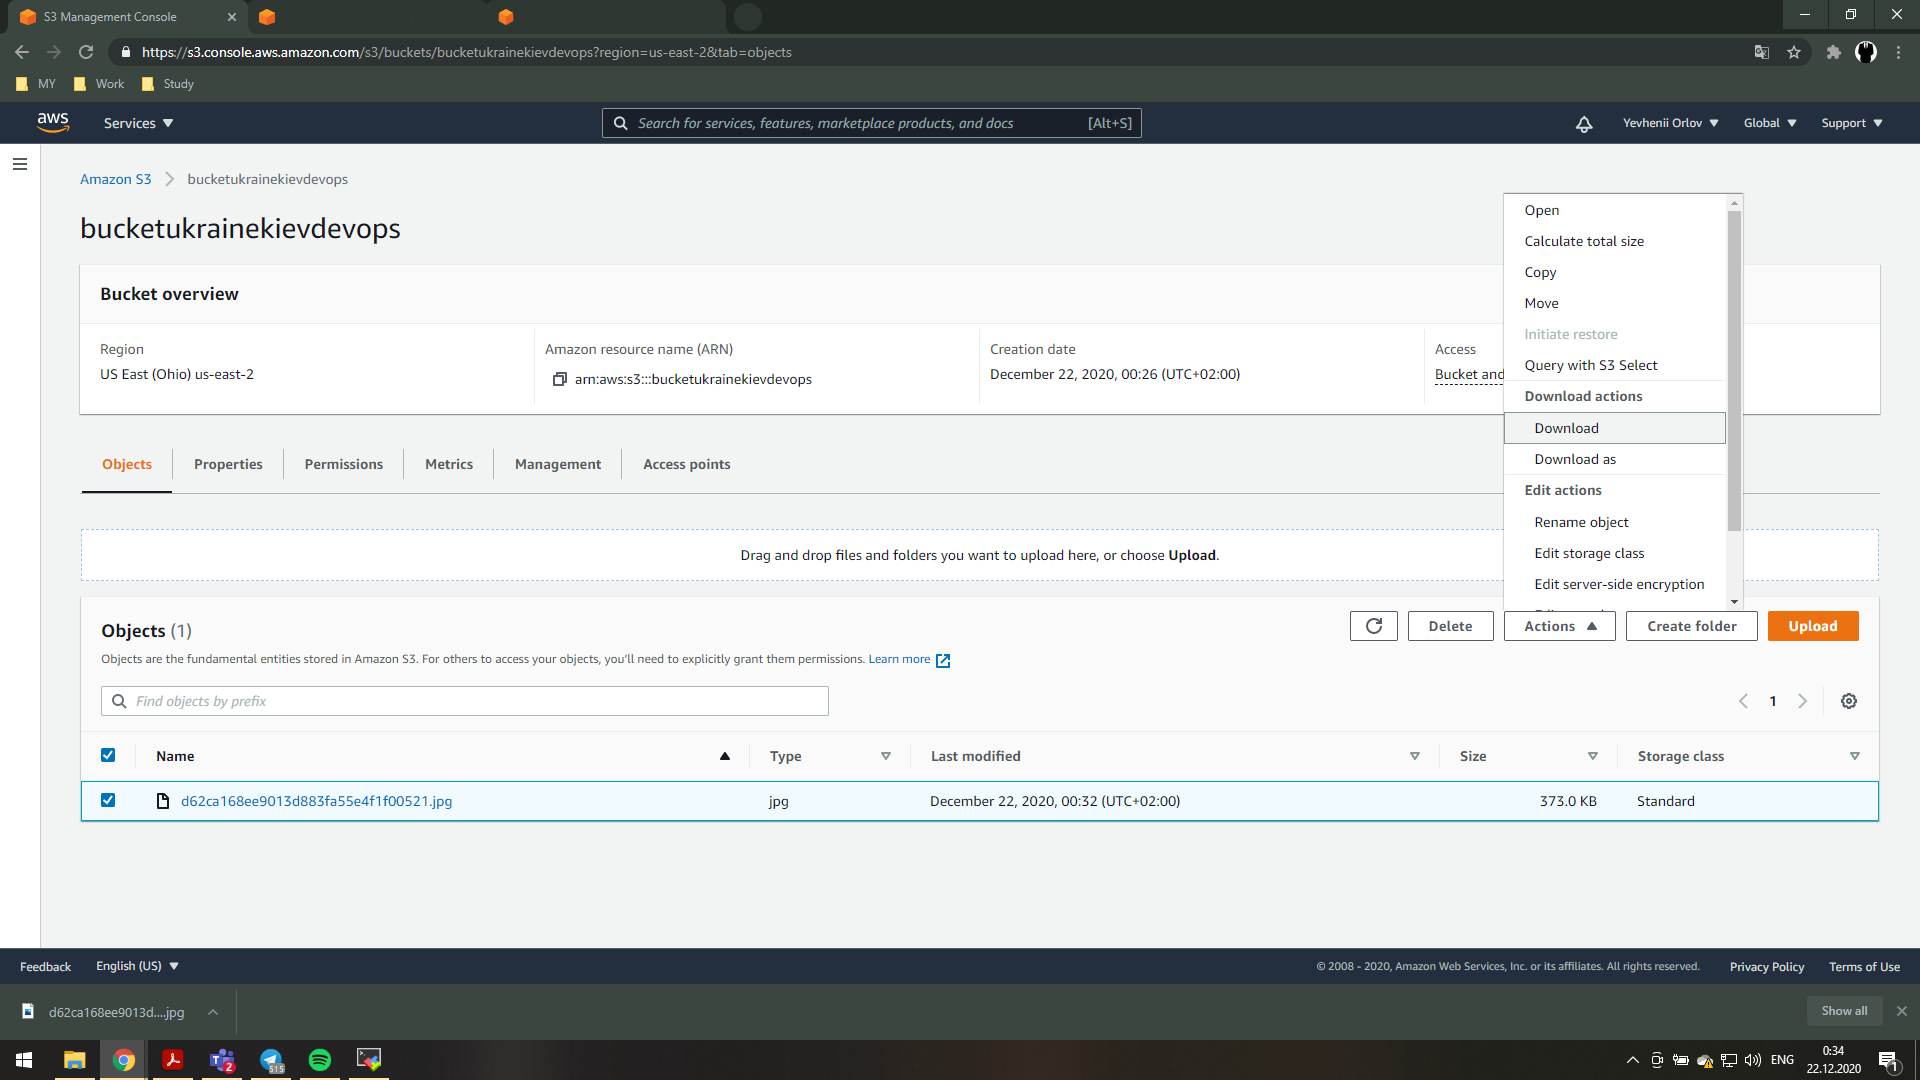 S3 Management Console
https://s3.console.aws.amazon.com/s3/buckets/bucketukrainekievdevops?region=us-east-2&tab=objects
MY Work Study
aws Services Search for services, features, marketplace products, and docs [Alt+S] Yevhenii Orlov Global Support
Amazon S3 bucketukrainekievdevops
bucketukrainekievdevops
Bucket overview
Region
US East (Ohio) us-east-2
Amazon resource name (ARN)
arn:aws:s3:::bucketukrainekievdevops
Creation date
December 22, 2020, 00:26 (UTC+02:00)
Access
Bucket and
Open
Calculate total size
Copy
Move
Initiate restore
Query with S3 Select
Download actions
Download
Download as
Edit actions
Rename object
Edit storage class
Edit server-side encryption
Objects Properties Permissions Metrics Management Access points
Drag and drop files and folders you want to upload here, or choose Upload.
Objects (1)
Delete Actions Create folder Upload
Objects are the fundamental entities stored in Amazon S3. For others to access your objects, you'll need to explicitly grant them permissions. Learn more
Find objects by prefix
1
Name Type Last modified Size Storage class
d62ca168ee9013d883fa55e4f1f00521.jpg jpg December 22, 2020, 00:32 (UTC+02:00) 373.0 KB Standard
Feedback English (US) © 2008 - 2020, Amazon Web Services, Inc. or its affiliates. All rights reserved. Privacy Policy Terms of Use
d62ca168ee9013d....jpg Show all
2 515 ENG 0:34
22.12.2020 1